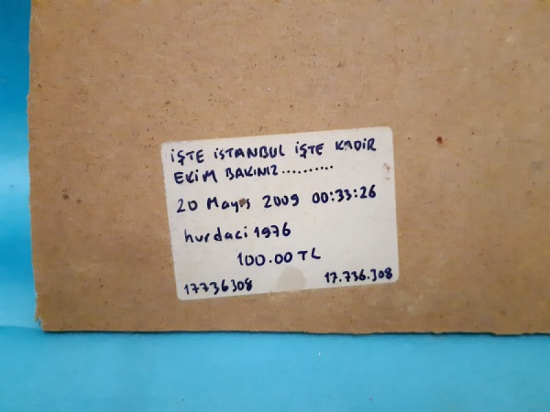 İŞTE İSTANBUL İŞTE KADİR
EKİM BAKINIZ..........
20 Mayıs 2009 00:33:26
hurdaci1976
100.00 TL
17736308 17.736.308